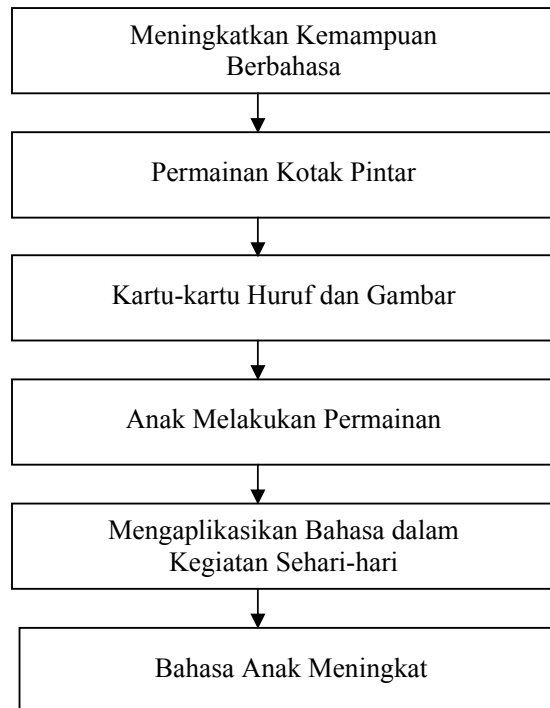 Meningkatkan Kemampuan
Berbahasa
Permainan Kotak Pintar
Kartu-kartu Huruf dan Gambar
Anak Melakukan Permainan
Mengaplikasikan Bahasa dalam
Kegiatan Sehari-hari
Bahasa Anak Meningkat